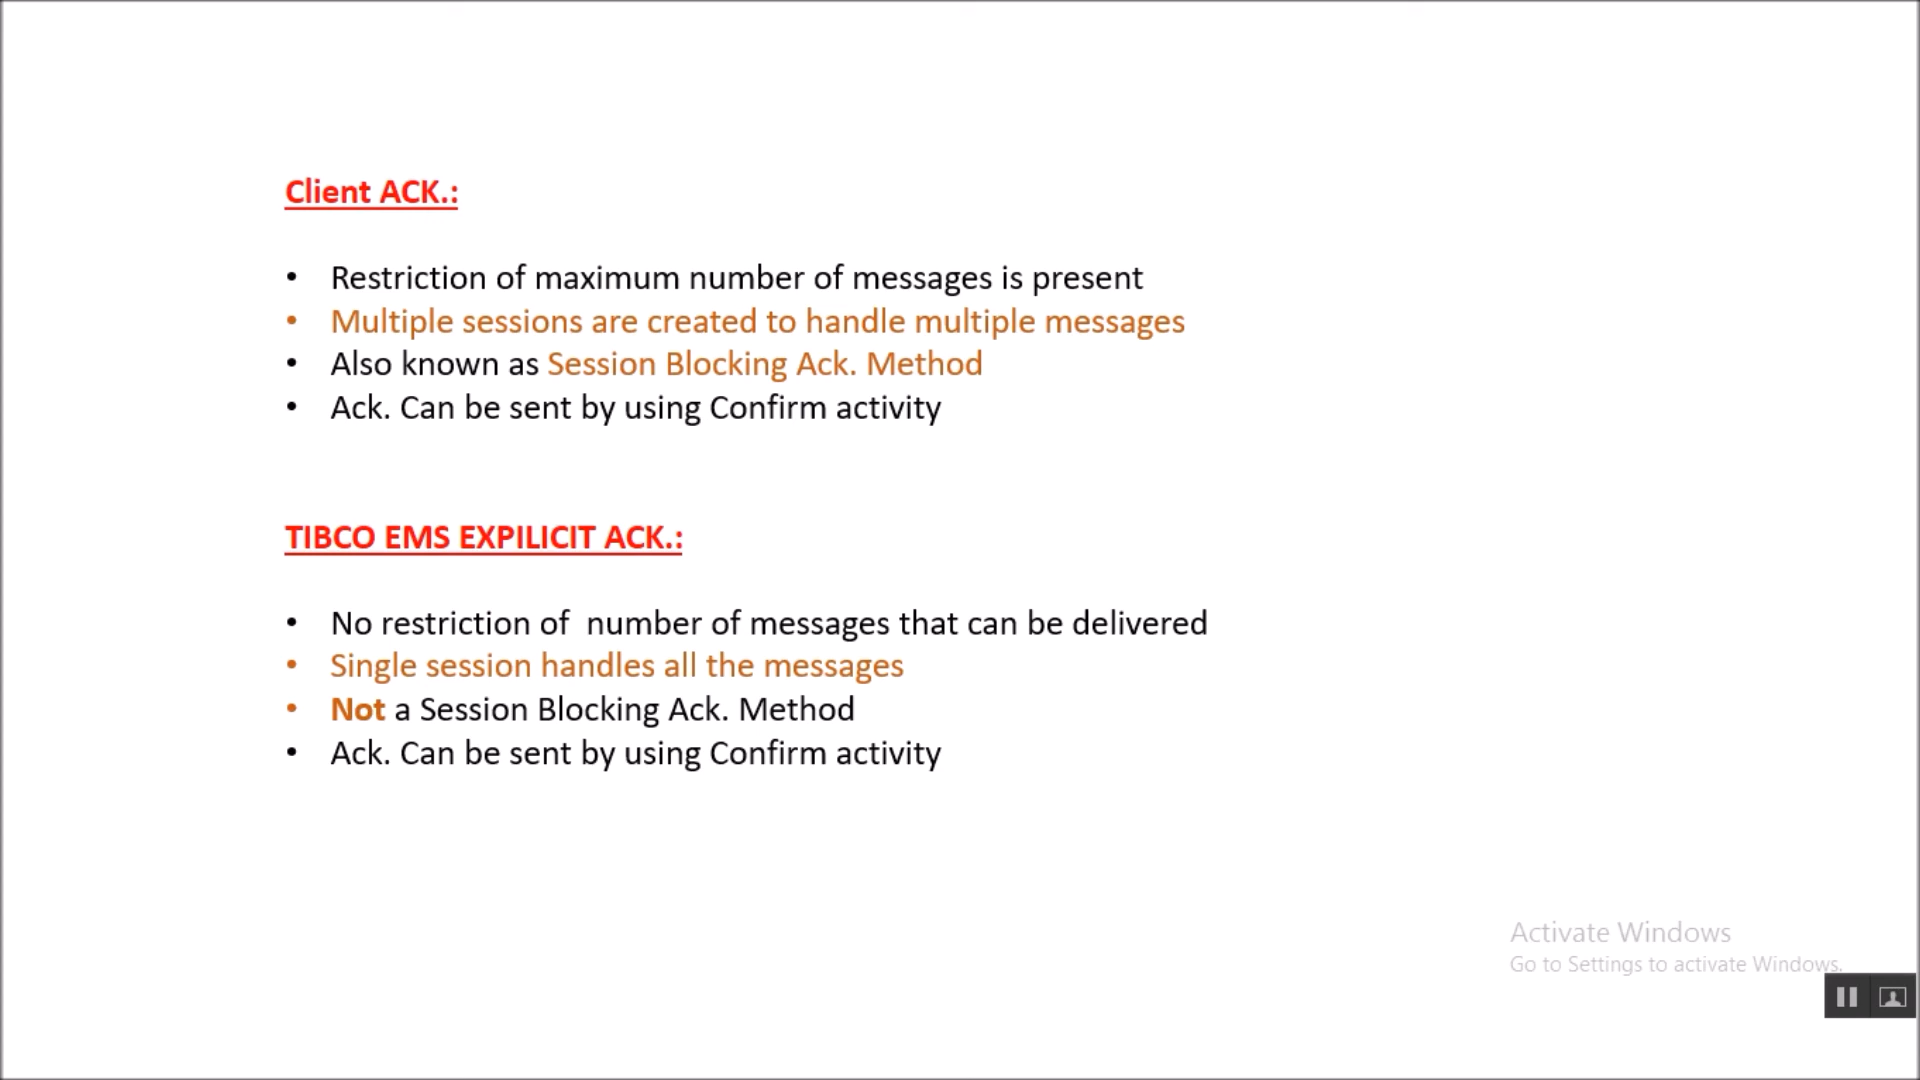 Client ACK.:
• Restriction of maximum number of messages is present
• Multiple sessions are created to handle multiple messages
• Also known as Session Blocking Ack. Method
• Ack. Can be sent by using Confirm activity
TIBCO EMS EXPILICIT ACK.:
• No restriction of  number of messages that can be delivered
• Single session handles all the messages
• Not a Session Blocking Ack. Method
• Ack. Can be sent by using Confirm activity
Activate Windows
Go to Settings to activate Windows.